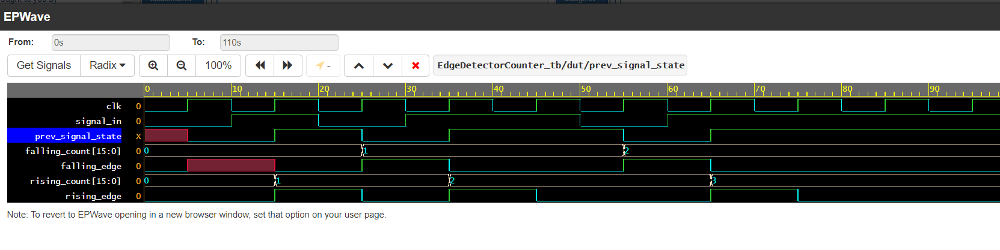 EPWave
From: 0s To: 110s
Get Signals Radix 100% - EdgeDetectorCounter_tb/dut/prev_signal_state
0 10 20 30 40 50 60 70 80 90
clk 0
signal_in 0
prev_signal_state X
falling_count[15:0] 0 0 1 2
falling_edge 0
rising_count[15:0] 0 0 1 2 3
rising_edge 0
Note: To revert to EPWave opening in a new browser window, set that option on your user page.